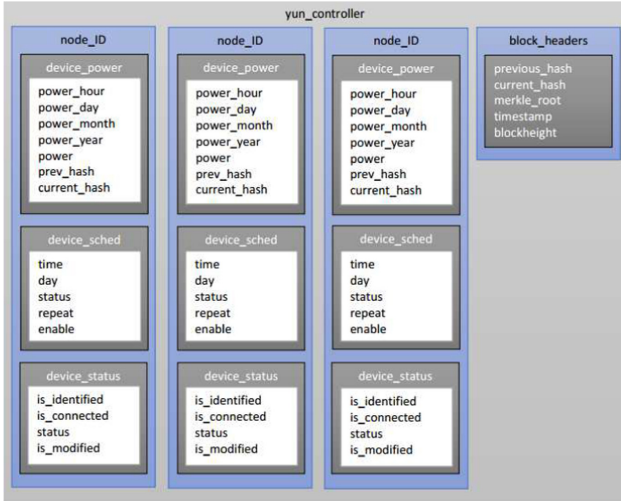 yun_controller
node_ID
device_power
power_hour
power_day
power_month
power_year
power
prev_hash
current_hash
device_sched
time
day
status
repeat
enable
device_status
is_identified
is_connected
status
is_modified
node_ID
device_power
power_hour
power_day
power_month
power_year
power
prev_hash
current_hash
device_sched
time
day
status
repeat
enable
device_status
is_identified
is_connected
status
is_modified
node_ID
device_power
power_hour
power_day
power_month
power_year
power
prev_hash
current_hash
device_sched
time
day
status
repeat
enable
device_status
is_identified
is_connected
status
is_modified
block_headers
previous_hash
current_hash
merkle_root
timestamp
blockheight